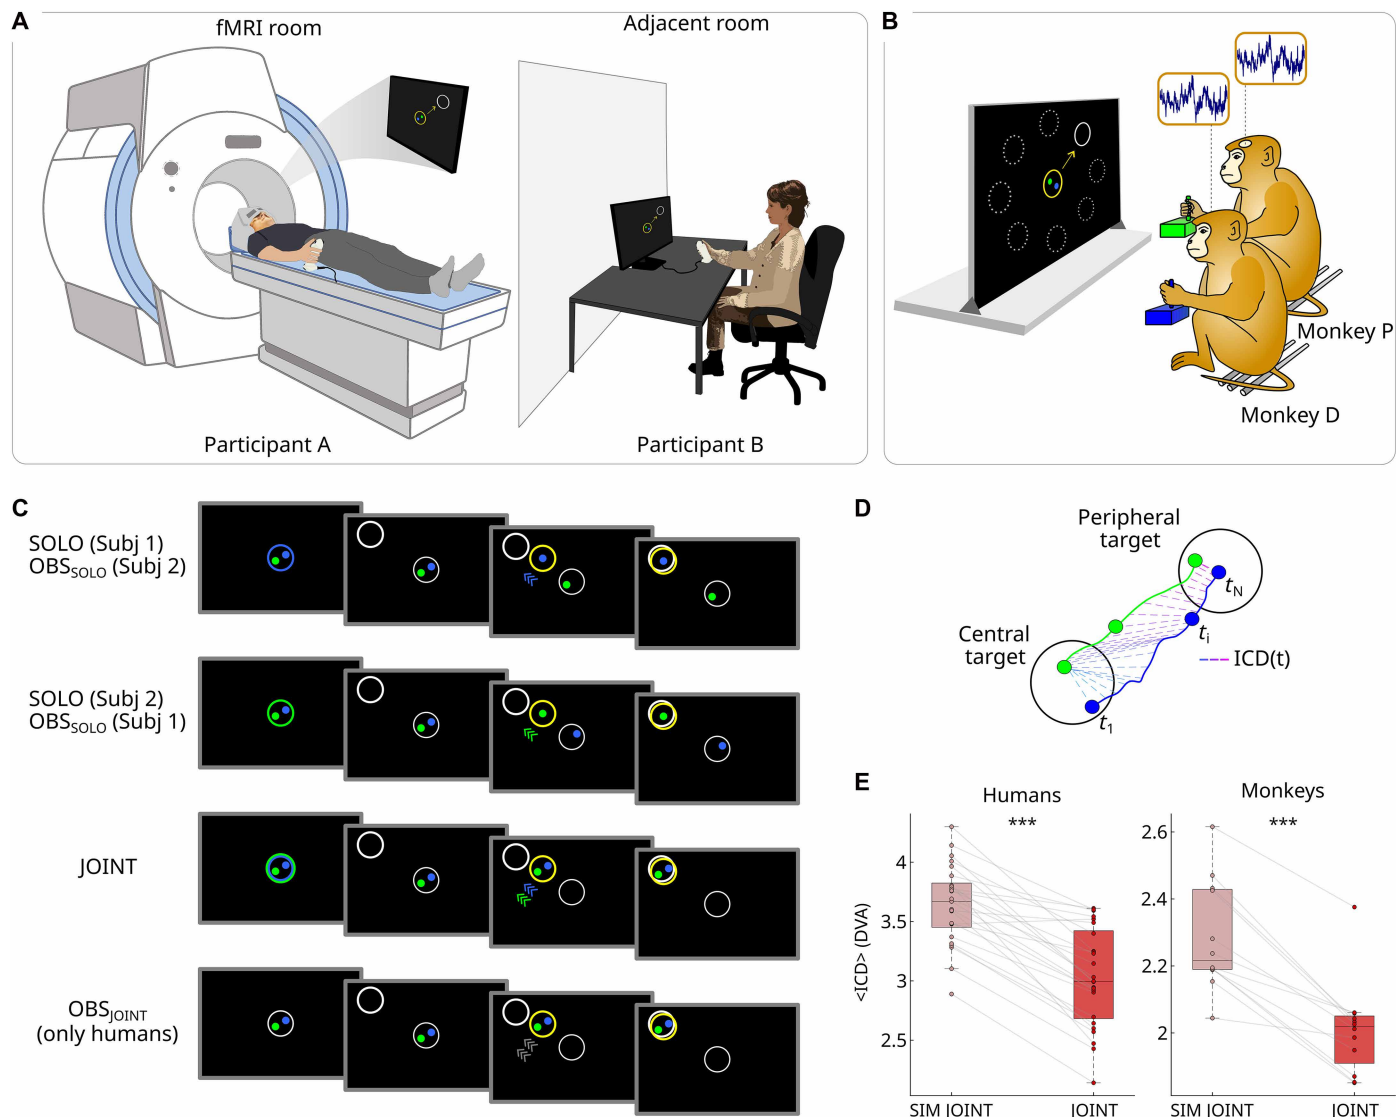 A
fMRI room
Adjacent room
Participant A
Participant B
B
Monkey P
Monkey D
C
SOLO (Subj 1)
OBSSOLO (Subj 2)
SOLO (Subj 2)
OBSSOLO (Subj 1)
JOINT
OBSJOINT
(only humans)
D
Peripheral
target
tN
Central
target
ti
ICD(t)
t1
E
Humans
***
<ICD> (DVA)
4
3.5
3
2.5
SIM JOINT
JOINT
Monkeys
***
2.6
2.4
2.2
2
SIM JOINT
JOINT